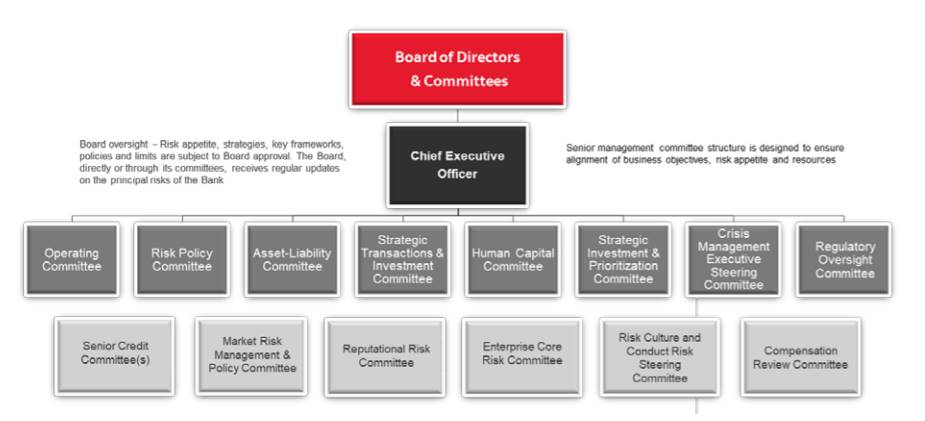 Board of Directors
& Committees
Board oversight – Risk appetite, strategies, key frameworks,
policies and limits are subject to Board approval. The Board,
directly or through its committees, receives regular updates
on the principal risks of the Bank
Chief Executive
Officer
Senior management committee structure is designed to ensure
alignment of business objectives, risk appetite and resources
Operating
Committee
Risk Policy
Committee
Asset-Liability
Committee
Strategic
Transactions &
Investment
Committee
Human Capital
Committee
Strategic
Investment &
Prioritization
Committee
Crisis
Management
Executive
Steering
Committee
Regulatory
Oversight
Committee
Senior Credit
Committee(s)
Market Risk
Management &
Policy Committee
Reputational Risk
Committee
Enterprise Core
Risk Committee
Risk Culture and
Conduct Risk
Steering
Committee
Compensation
Review Committee